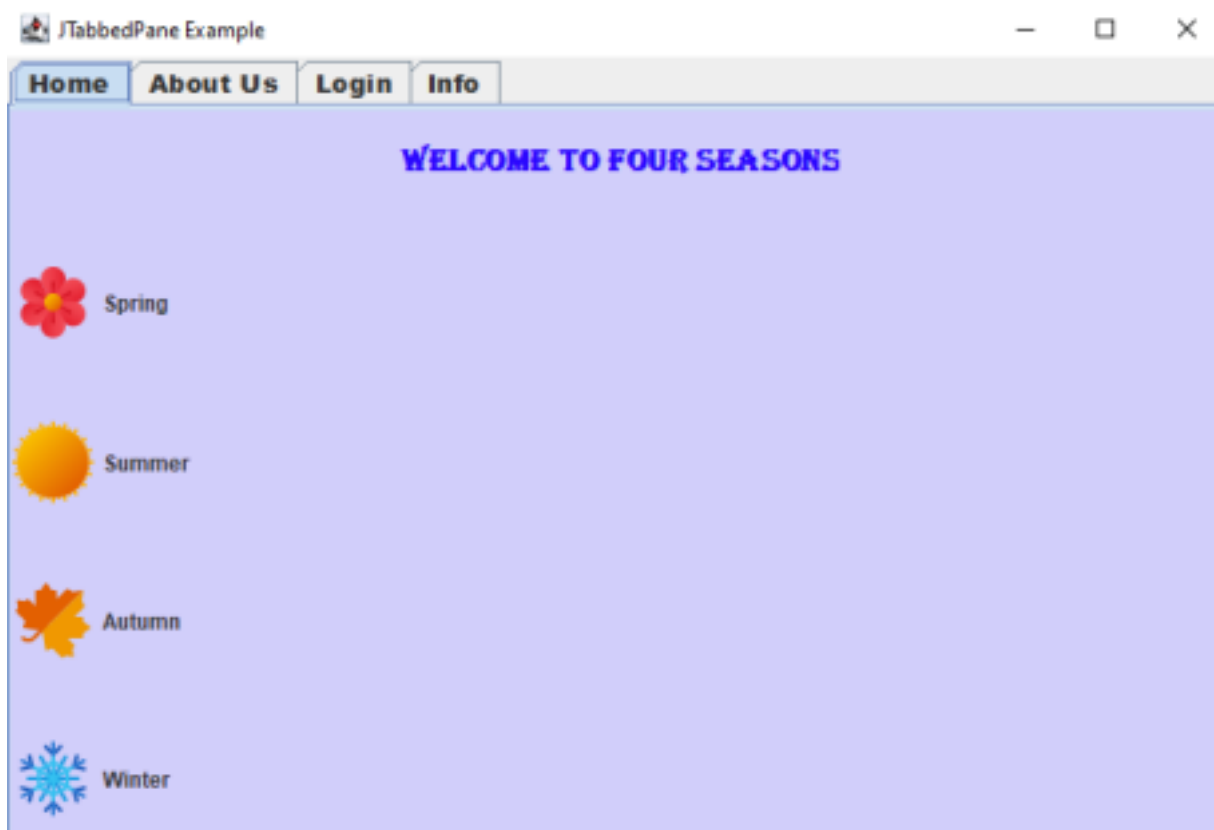 JTabbedPane Example
Home About Us Login Info
WELCOME TO FOUR SEASONS
Spring
Summer
Autumn
Winter